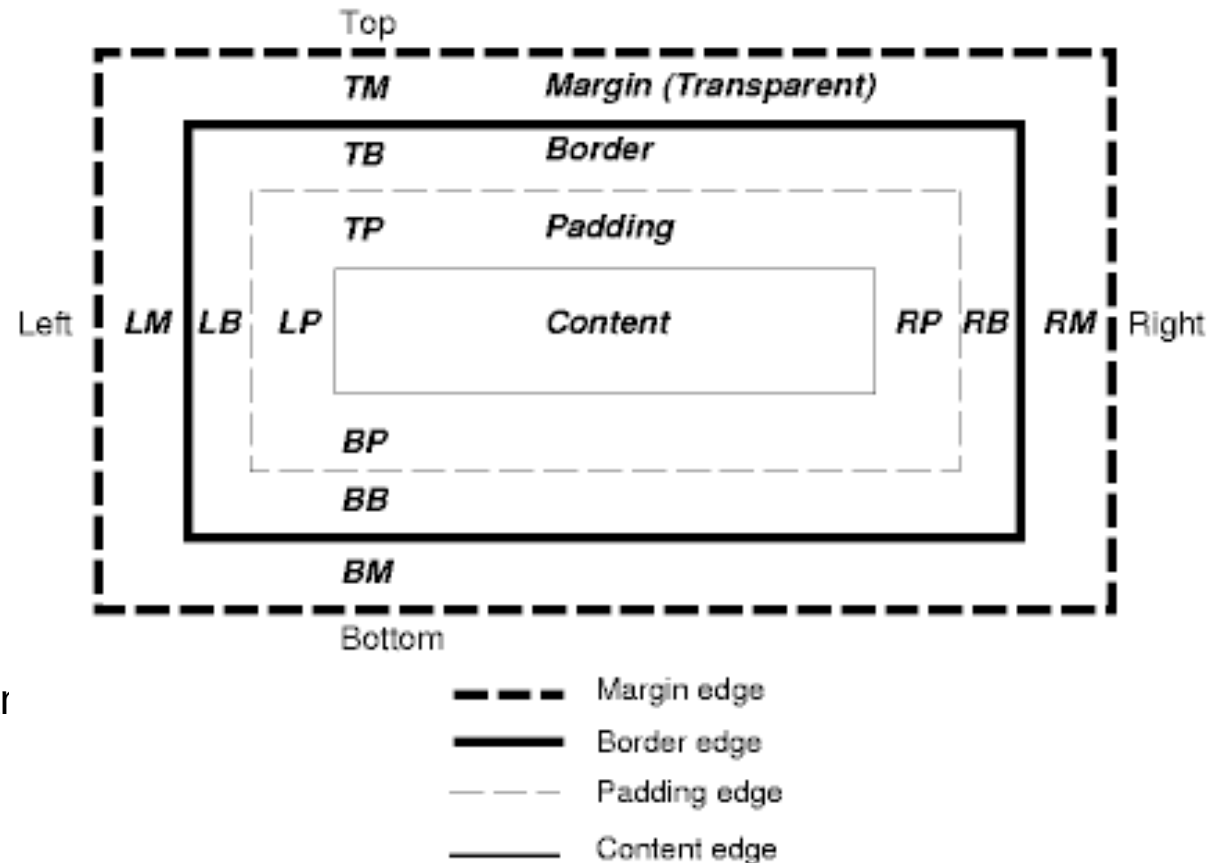 Top
TM Margin (Transparent)
TB Border
TP Padding
Left LM LB LP Content RP RB RM Right
BP
BB
BM
Bottom
Margin edge
Border edge
Padding edge
Content edge